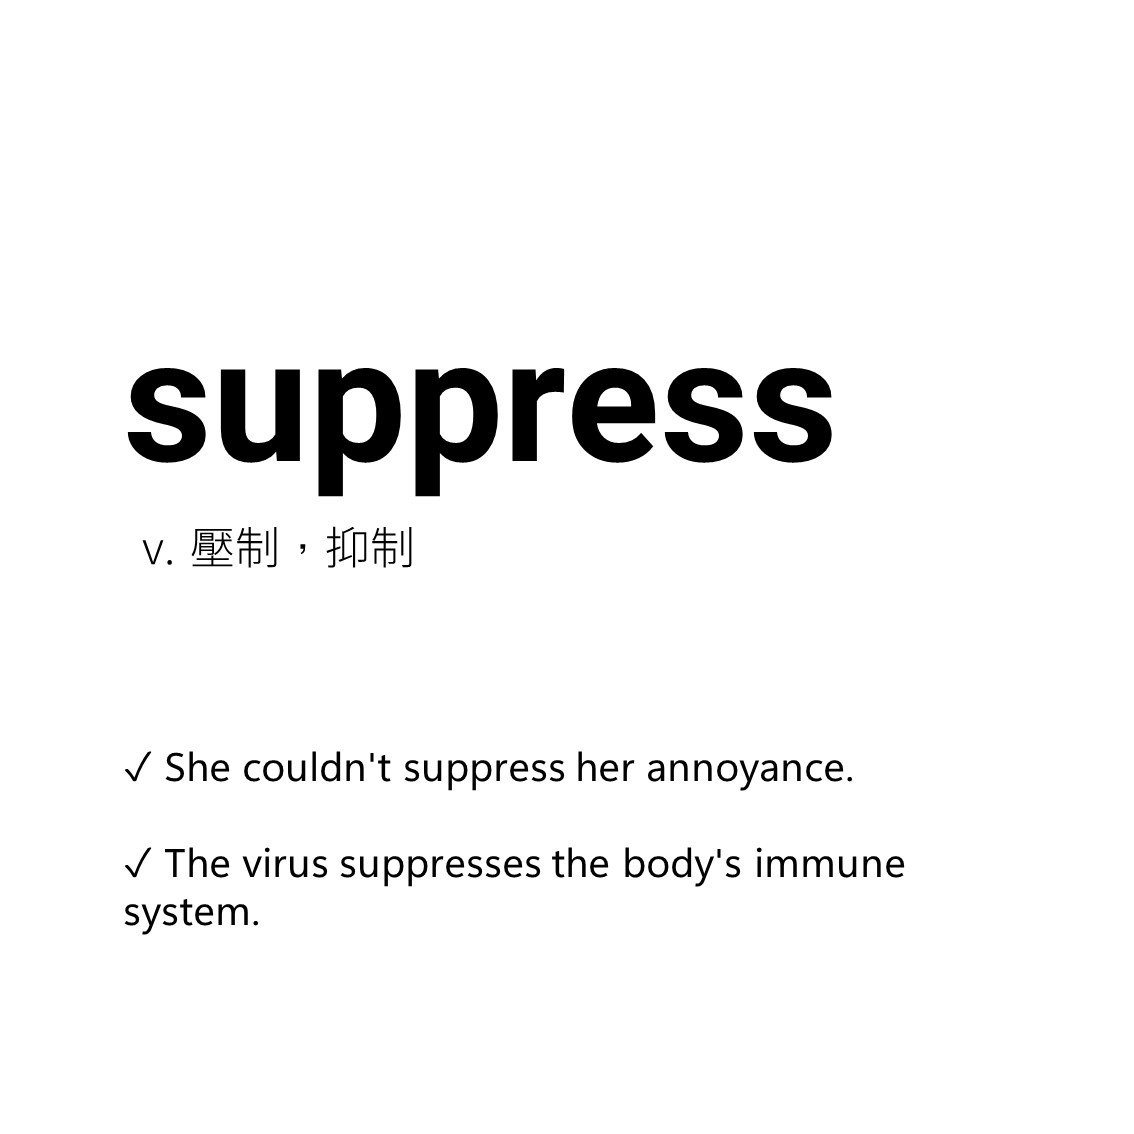 suppress
v. 壓制，抑制
✓ She couldn't suppress her annoyance.
✓ The virus suppresses the body's immune
system.